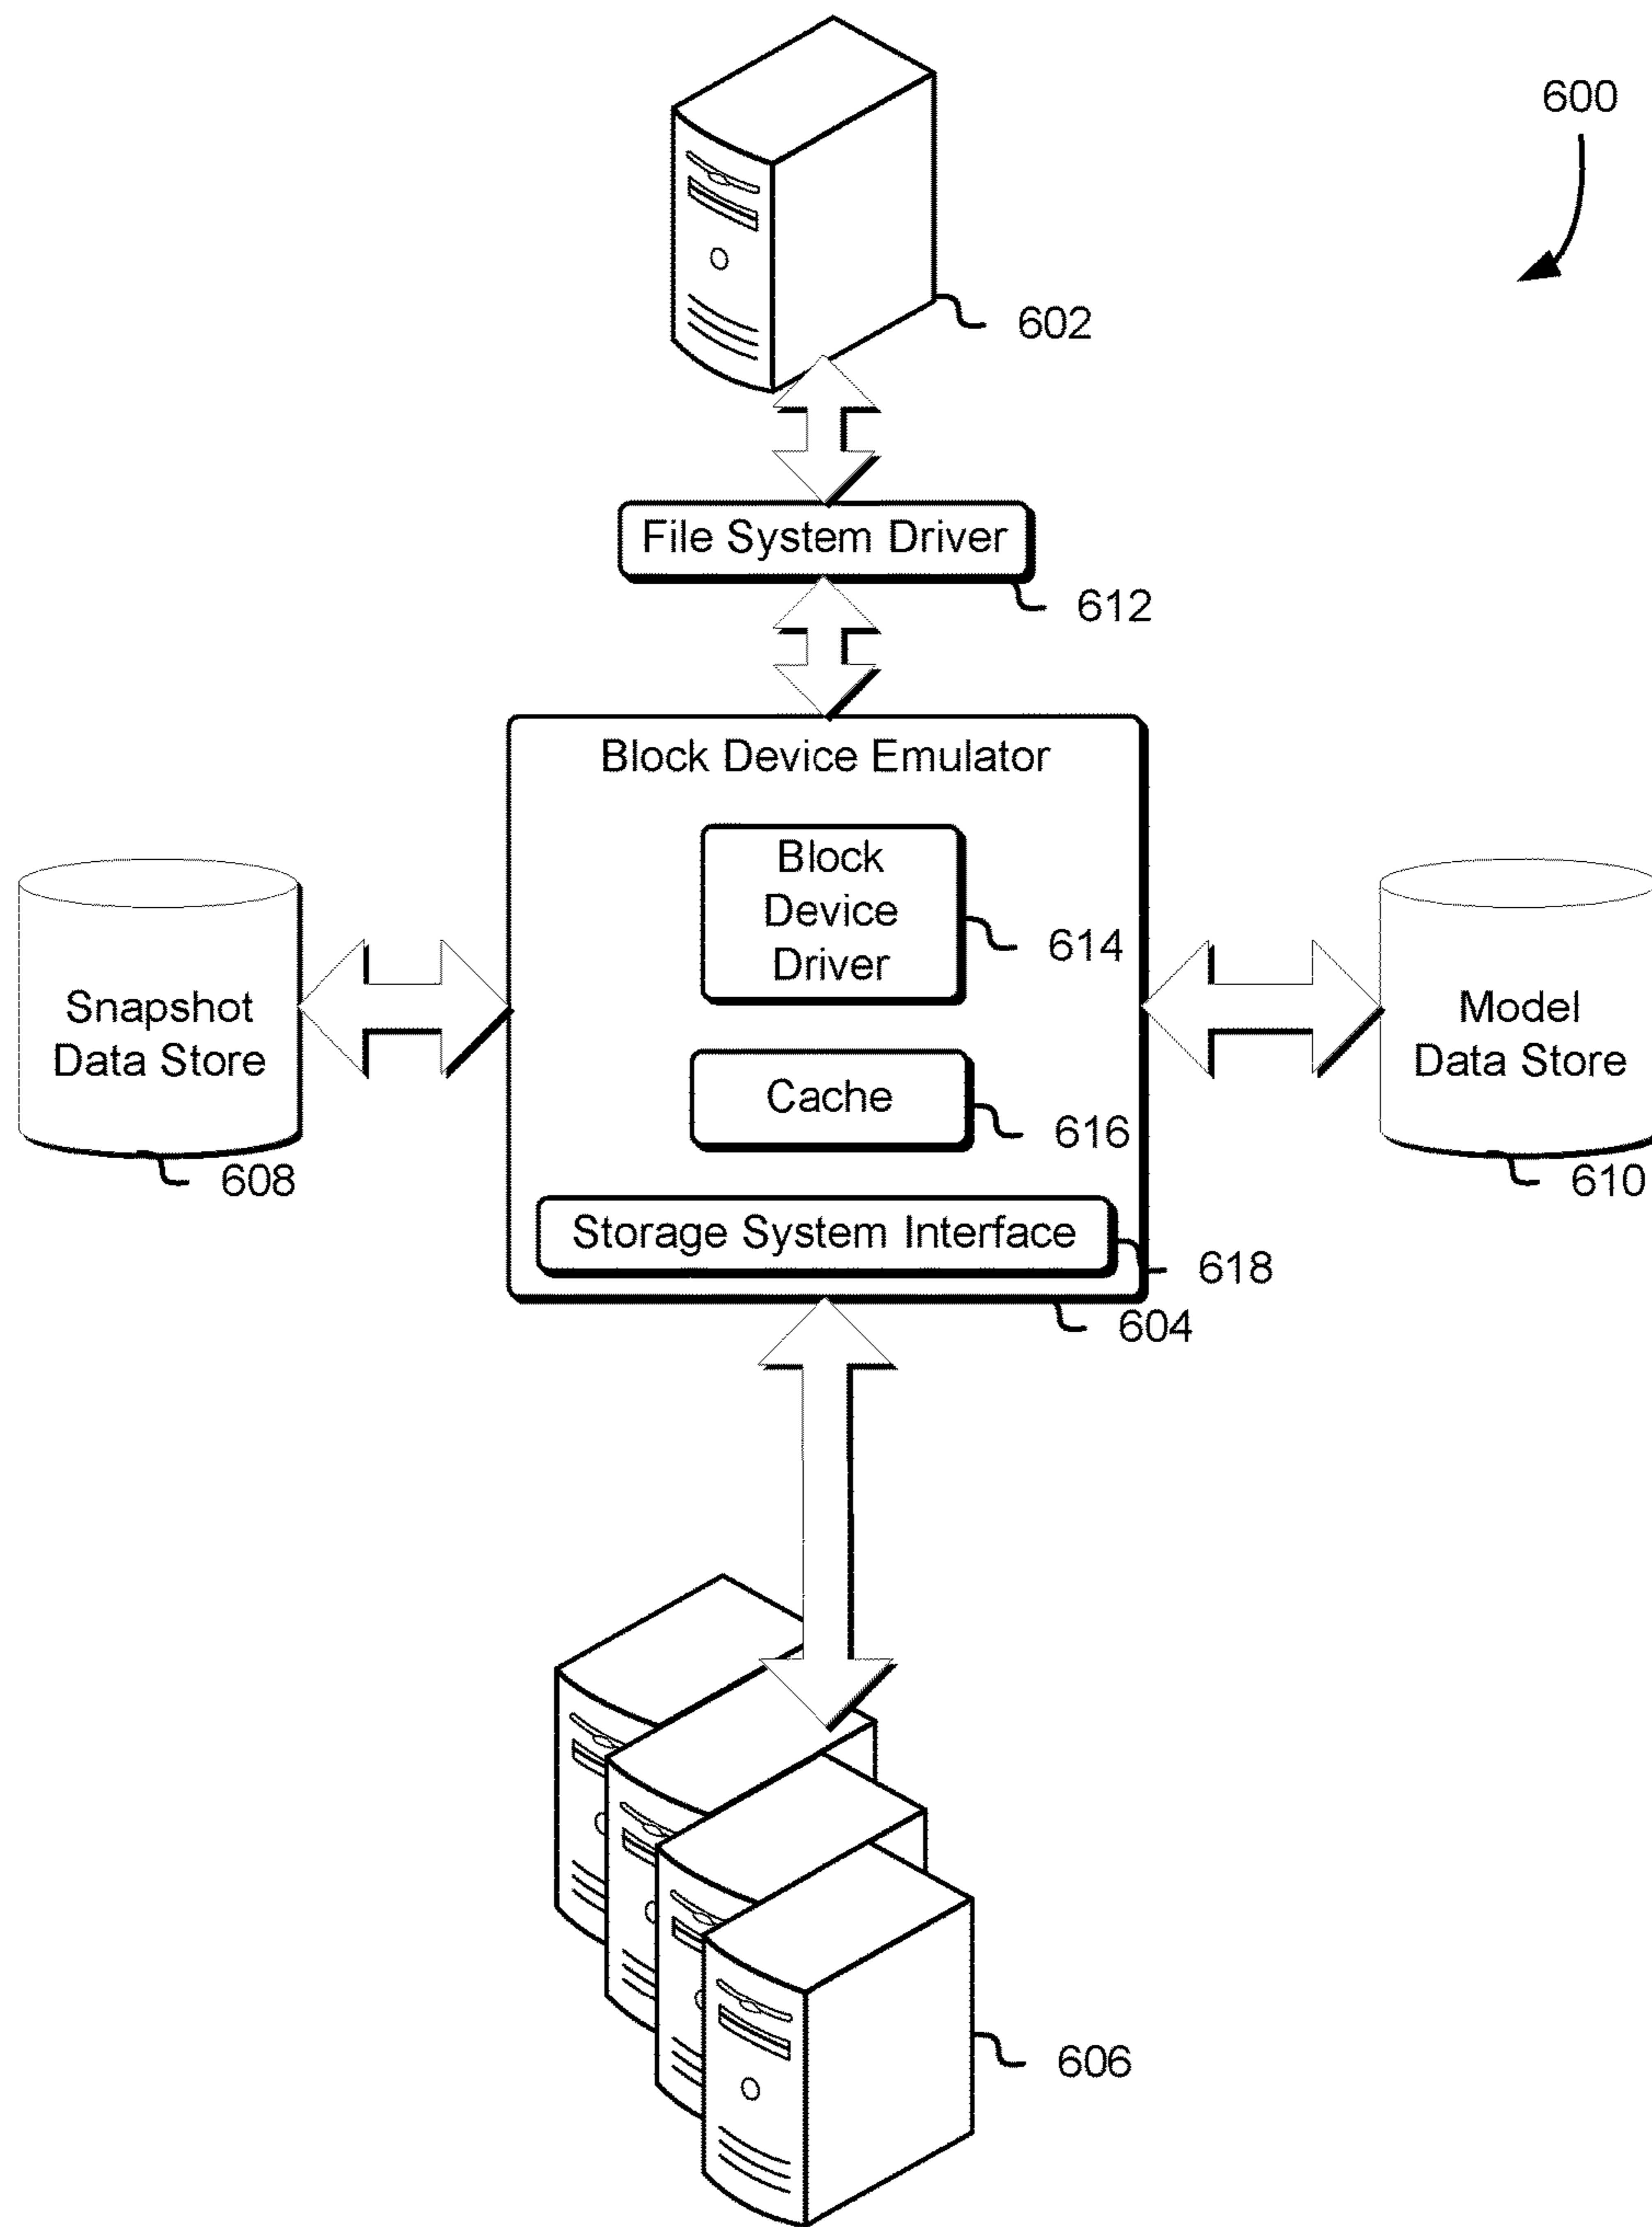 600
602
File System Driver
612
Block Device Emulator
Block
Device
Driver
614
Snapshot
Data Store
608
Model
Data Store
610
Cache
616
Storage System Interface
618
604
606